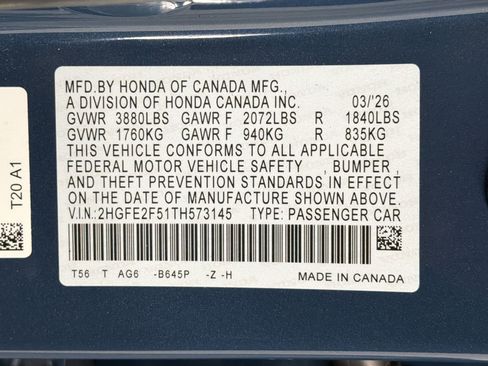 MFD.BY HONDA OF CANADA MFG.,
A DIVISION OF HONDA CANADA INC. 03/'26
GVWR 3880LBS GAWR F 2072LBS R 1840LBS
GVWR 1760KG GAWR F 940KG R 835KG
THIS VEHICLE CONFORMS TO ALL APPLICABLE
FEDERAL MOTOR VEHICLE SAFETY , BUMPER ,
AND THEFT PREVENTION STANDARDS IN EFFECT
ON THE DATE OF MANUFACTURE SHOWN ABOVE.
V.I.N.:2HGFE2F51TH573145 TYPE: PASSENGER CAR
T56 T AG6 -B645P -Z -H
MADE IN CANADA
T20 A1